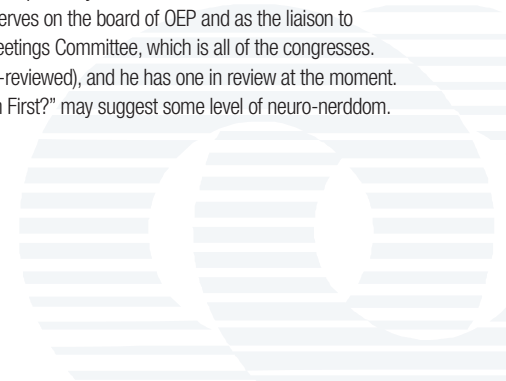 serves on the board of OEP and as the liaison to
eetings Committee, which is all of the congresses.
-reviewed), and he has one in review at the moment.
First?” may suggest some level of neuro-nerddom.